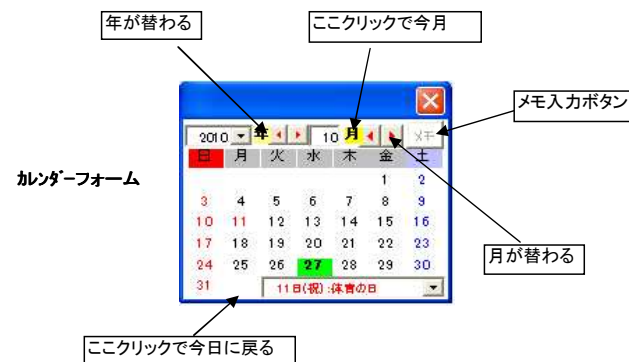 年が替わる
ここクリックで今月
メモ入力ボタン
2010 年 10 月 メモ
日 月 火 水 木 金 土
カレンダーフォーム
1 2
3 4 5 6 7 8 9
10 11 12 13 14 15 16
17 18 19 20 21 22 23
24 25 26 27 28 29 30
31 11日(祝):体育の日
月が替わる
ここクリックで今日に戻る